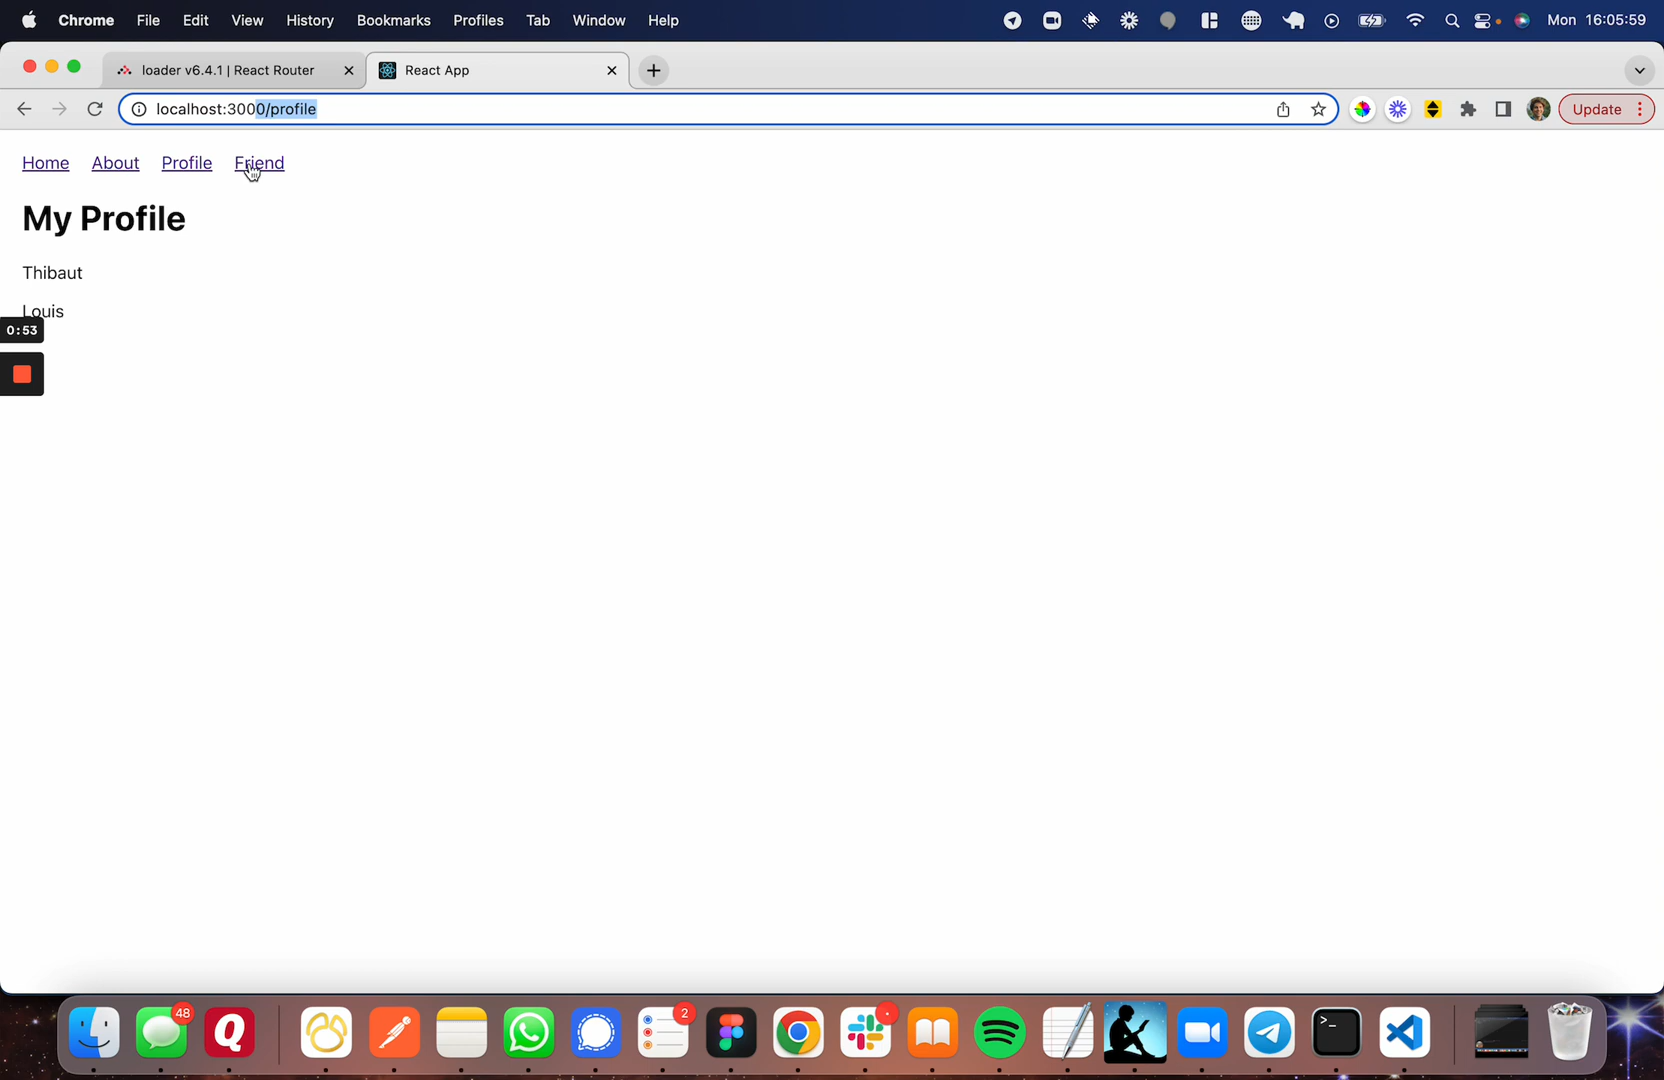 Chrome File Edit View History Bookmarks Profiles Tab Window Help Mon 16:05:59
loader v6.4.1 | React Router React App
localhost:3000/profile Update
Home About Profile Friend
My Profile
Thibaut
Louis
0:53
48
2